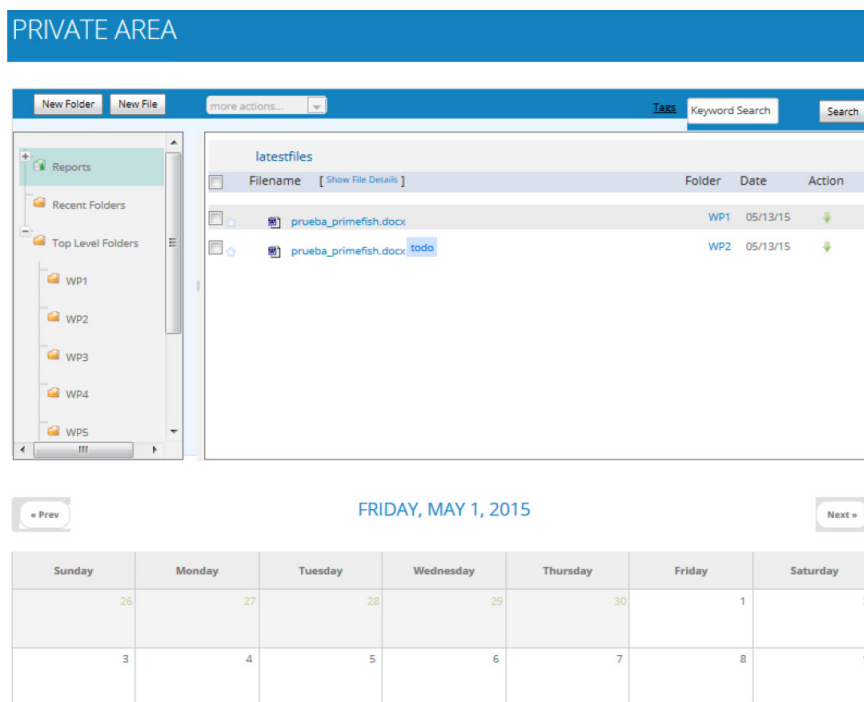 PRIVATE AREA
New Folder New File more actions... Tags Keyword Search Search
Reports
Recent Folders
Top Level Folders
WP1
WP2
WP3
WP4
WP5
latestfiles
Filename [ Show File Details ] Folder Date Action
prueba_primefish.docx WP1 05/13/15
prueba_primefish.docx todo WP2 05/13/15
« Prev FRIDAY, MAY 1, 2015 Next »
Sunday Monday Tuesday Wednesday Thursday Friday Saturday
26 27 28 29 30 1
3 4 5 6 7 8